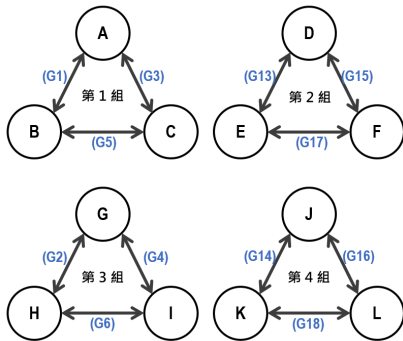 A
(G1)
(G3)
第 1 組
B
C
(G5)
D
(G13)
(G15)
第 2 組
E
F
(G17)
G
(G2)
(G4)
第 3 組
H
I
(G6)
J
(G14)
(G16)
第 4 組
K
L
(G18)